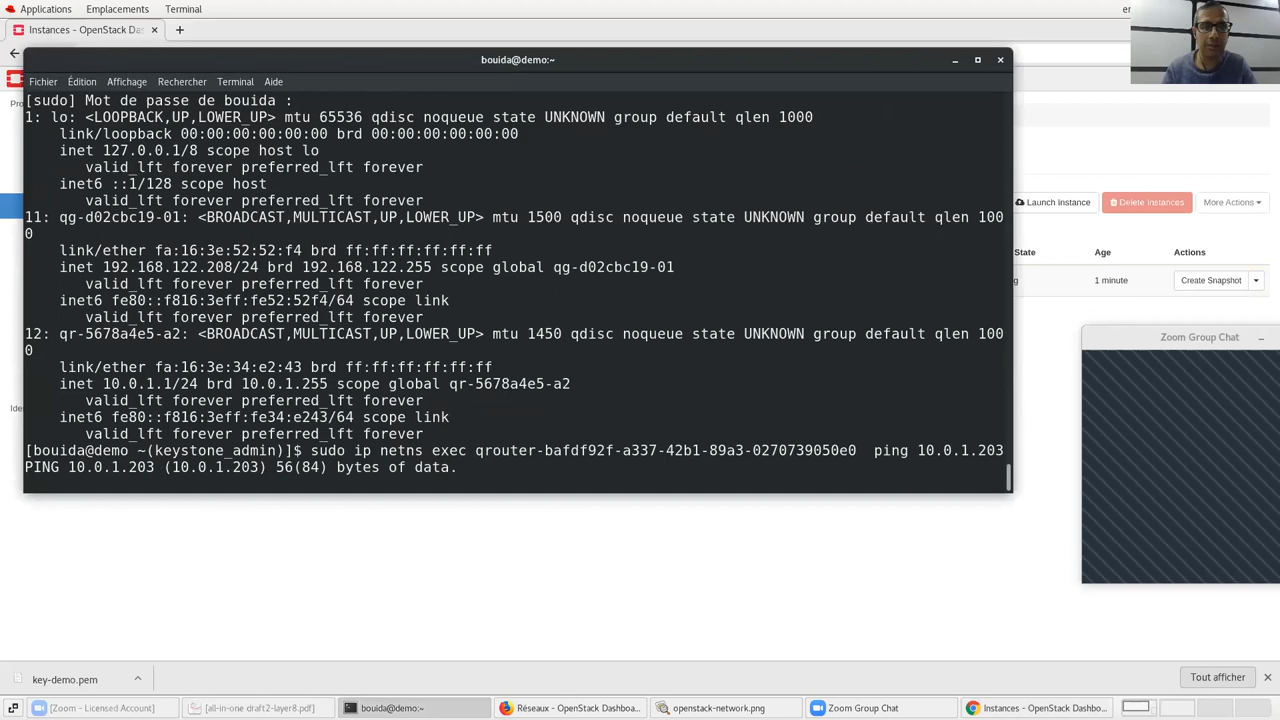 Applications Emplacements Terminal
Instances - OpenStack Das
bouida@demo:~
Fichier Édition Affichage Rechercher Terminal Aide
[sudo] Mot de passe de bouida :
1: lo: <LOOPBACK,UP,LOWER_UP> mtu 65536 qdisc noqueue state UNKNOWN group default qlen 1000
link/loopback 00:00:00:00:00:00 brd 00:00:00:00:00:00
inet 127.0.0.1/8 scope host lo
valid_lft forever preferred_lft forever
inet6 ::1/128 scope host
valid_lft forever preferred_lft forever
11: qg-d02cbc19-01: <BROADCAST,MULTICAST,UP,LOWER_UP> mtu 1500 qdisc noqueue state UNKNOWN group default qlen 100
0
link/ether fa:16:3e:52:52:f4 brd ff:ff:ff:ff:ff:ff
inet 192.168.122.208/24 brd 192.168.122.255 scope global qg-d02cbc19-01
valid_lft forever preferred_lft forever
inet6 fe80::f816:3eff:fe52:52f4/64 scope link
valid_lft forever preferred_lft forever
12: qr-5678a4e5-a2: <BROADCAST,MULTICAST,UP,LOWER_UP> mtu 1450 qdisc noqueue state UNKNOWN group default qlen 100
0
link/ether fa:16:3e:34:e2:43 brd ff:ff:ff:ff:ff:ff
inet 10.0.1.1/24 brd 10.0.1.255 scope global qr-5678a4e5-a2
valid_lft forever preferred_lft forever
inet6 fe80::f816:3eff:fe34:e243/64 scope link
valid_lft forever preferred_lft forever
[bouida@demo ~(keystone_admin)]$ sudo ip netns exec qrouter-bafdf92f-a337-42b1-89a3-0270739050e0  ping 10.0.1.203
PING 10.0.1.203 (10.0.1.203) 56(84) bytes of data.
Launch Instance Delete Instances More Actions
State Age Actions
g 1 minute Create Snapshot
Zoom Group Chat
key-demo.pem
Tout afficher
[Zoom - Licensed Account] [all-in-one draft2-layer8.pdf] bouida@demo:~ Réseaux - OpenStack Dashboa... openstack-network.png Zoom Group Chat Instances - OpenStack Dashbo...